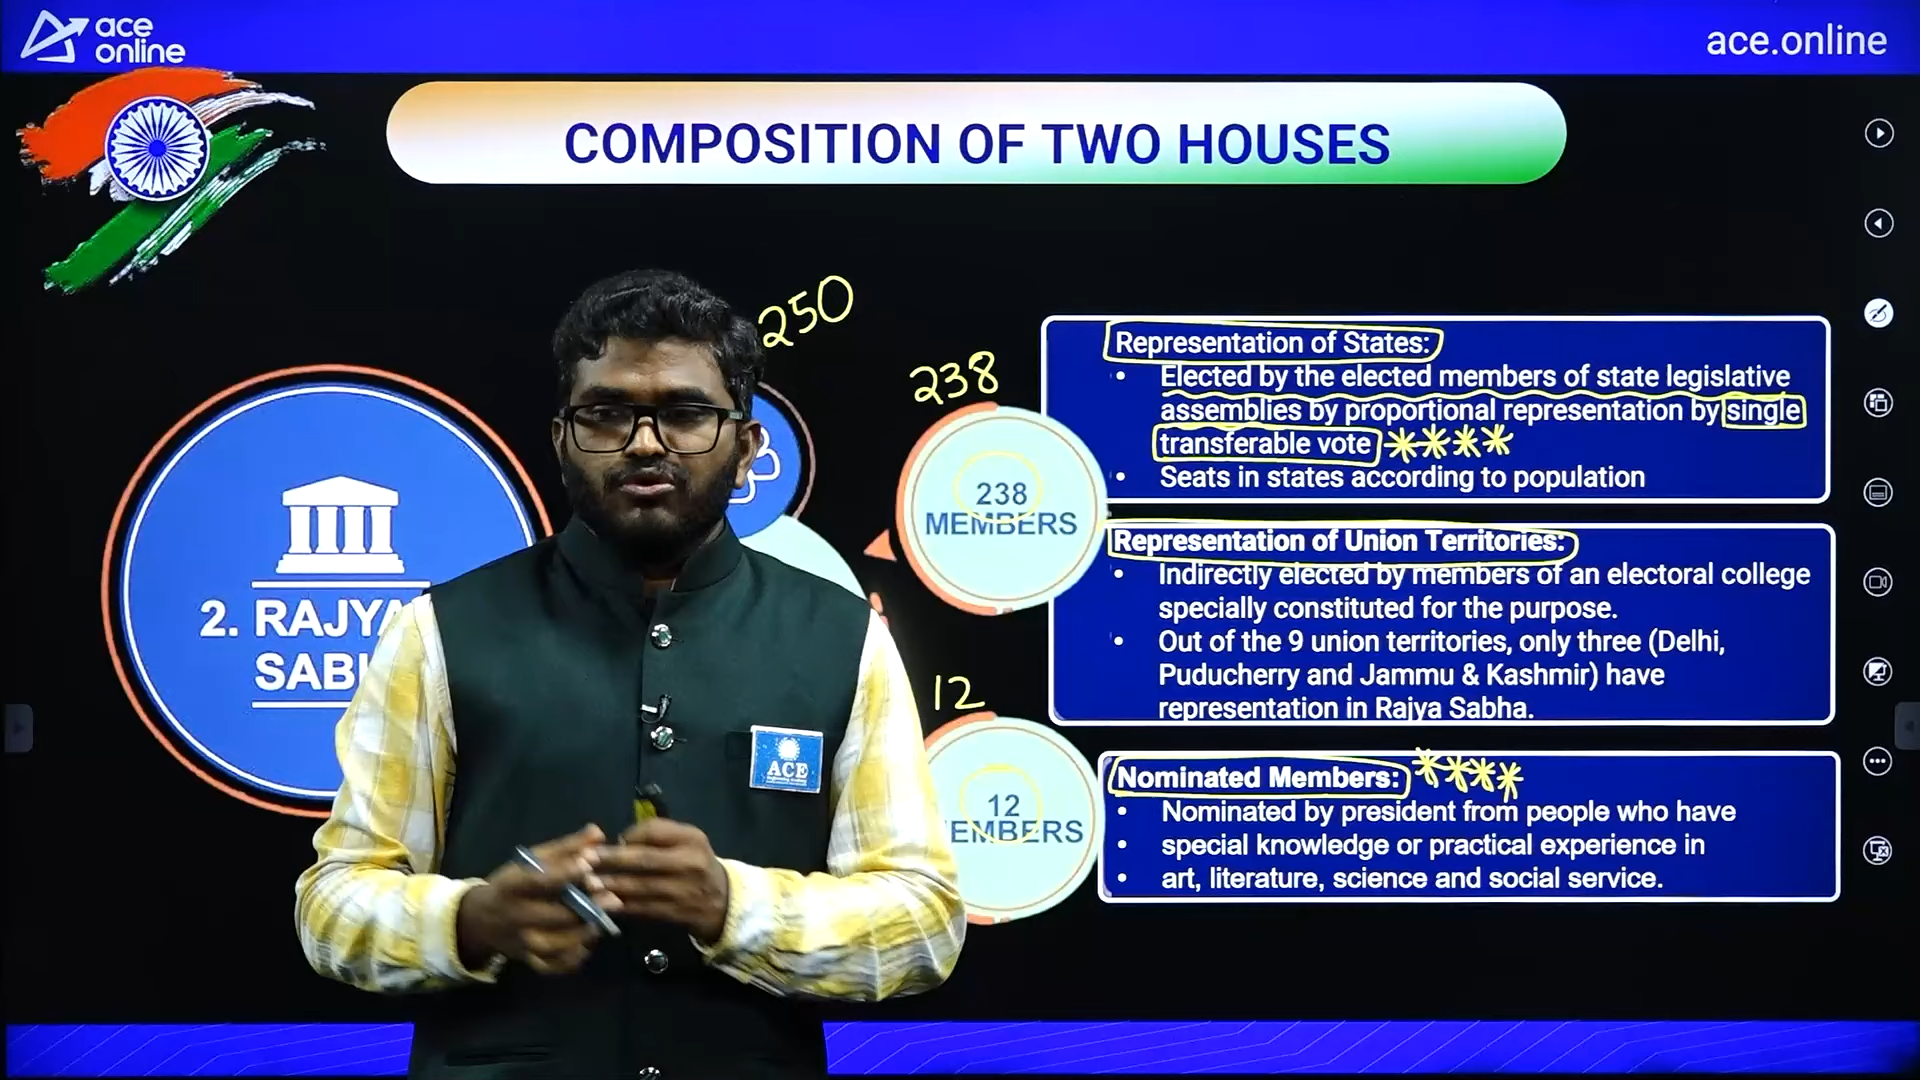 ace
online
ace.online
COMPOSITION OF TWO HOUSES
250
238
238
MEMBERS
2. RAJYA
SABH
12
12
EMBERS
Representation of States:
• Elected by the elected members of state legislative
assemblies by proportional representation by single
transferable vote ****
• Seats in states according to population
Representation of Union Territories:
• Indirectly elected by members of an electoral college
specially constituted for the purpose.
• Out of the 9 union territories, only three (Delhi,
Puducherry and Jammu & Kashmir) have
representation in Rajya Sabha.
Nominated Members: ****
• Nominated by president from people who have
• special knowledge or practical experience in
• art, literature, science and social service.
ACE